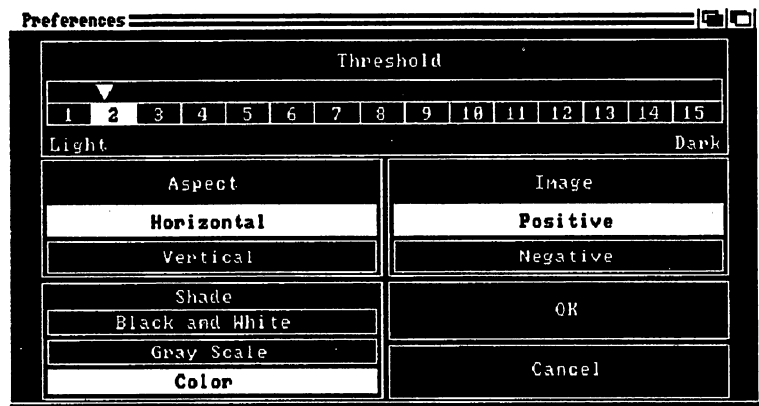 Preferences
Threshold
1 2 3 4 5 6 7 8 9 10 11 12 13 14 15
Light Dark
Aspect
Horizontal
Vertical
Image
Positive
Negative
Shade
Black and White
Gray Scale
Color
OK
Cancel